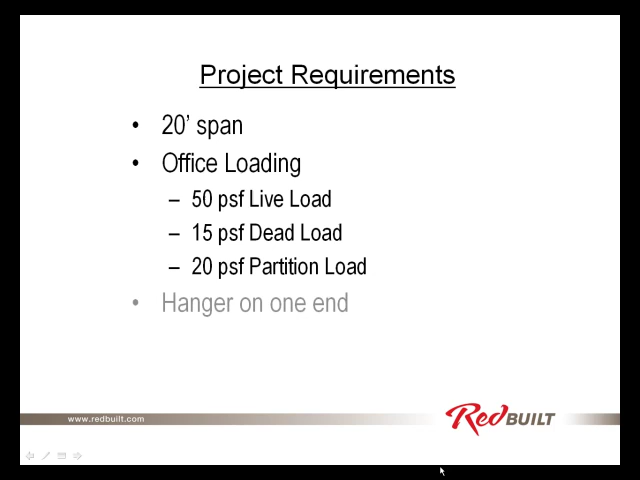 Project Requirements
• 20’ span
• Office Loading
– 50 psf Live Load
– 15 psf Dead Load
– 20 psf Partition Load
• Hanger on one end
www.redbuilt.com
RedBUILT